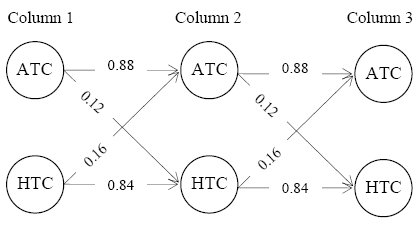 Column 1 Column 2 Column 3
ATC 0.88 ATC 0.88 ATC
0.12 0.12
0.16 0.16
HTC 0.84 HTC 0.84 HTC